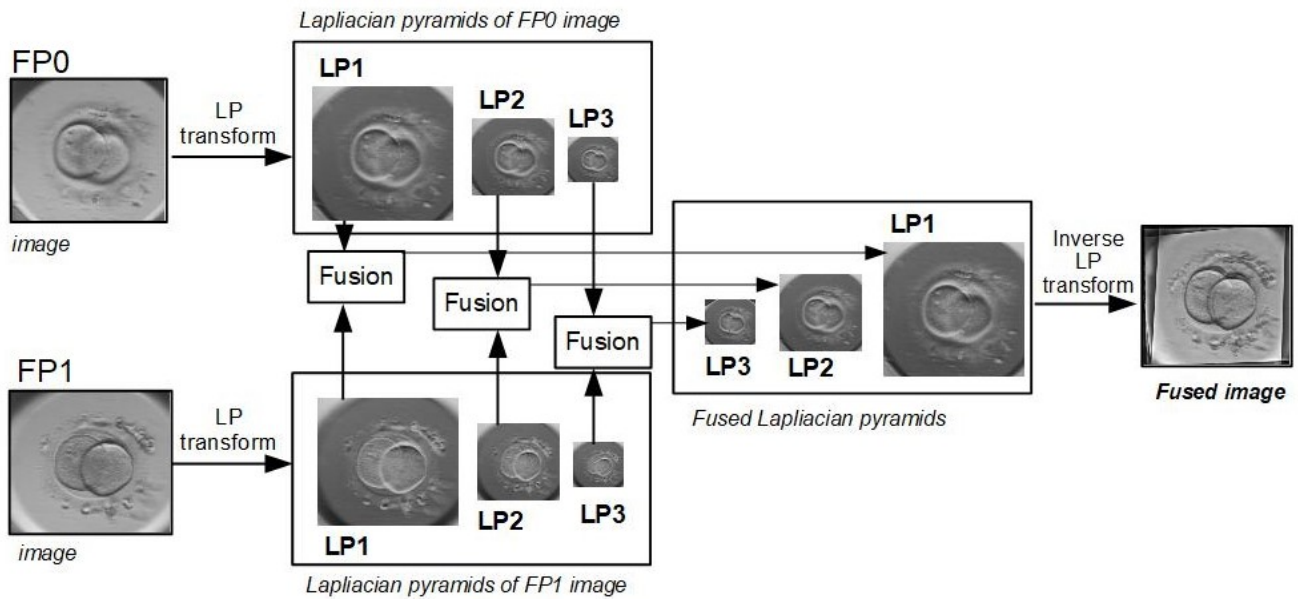 Lapliacian pyramids of FP0 image
FP0
LP
transform
image
LP1
LP2
LP3
Fusion
Fusion
Fusion
LP1
LP3
LP2
Fused Lapliacian pyramids
Inverse
LP
transform
Fused image
FP1
LP
transform
image
LP1
LP2
LP3
Lapliacian pyramids of FP1 image